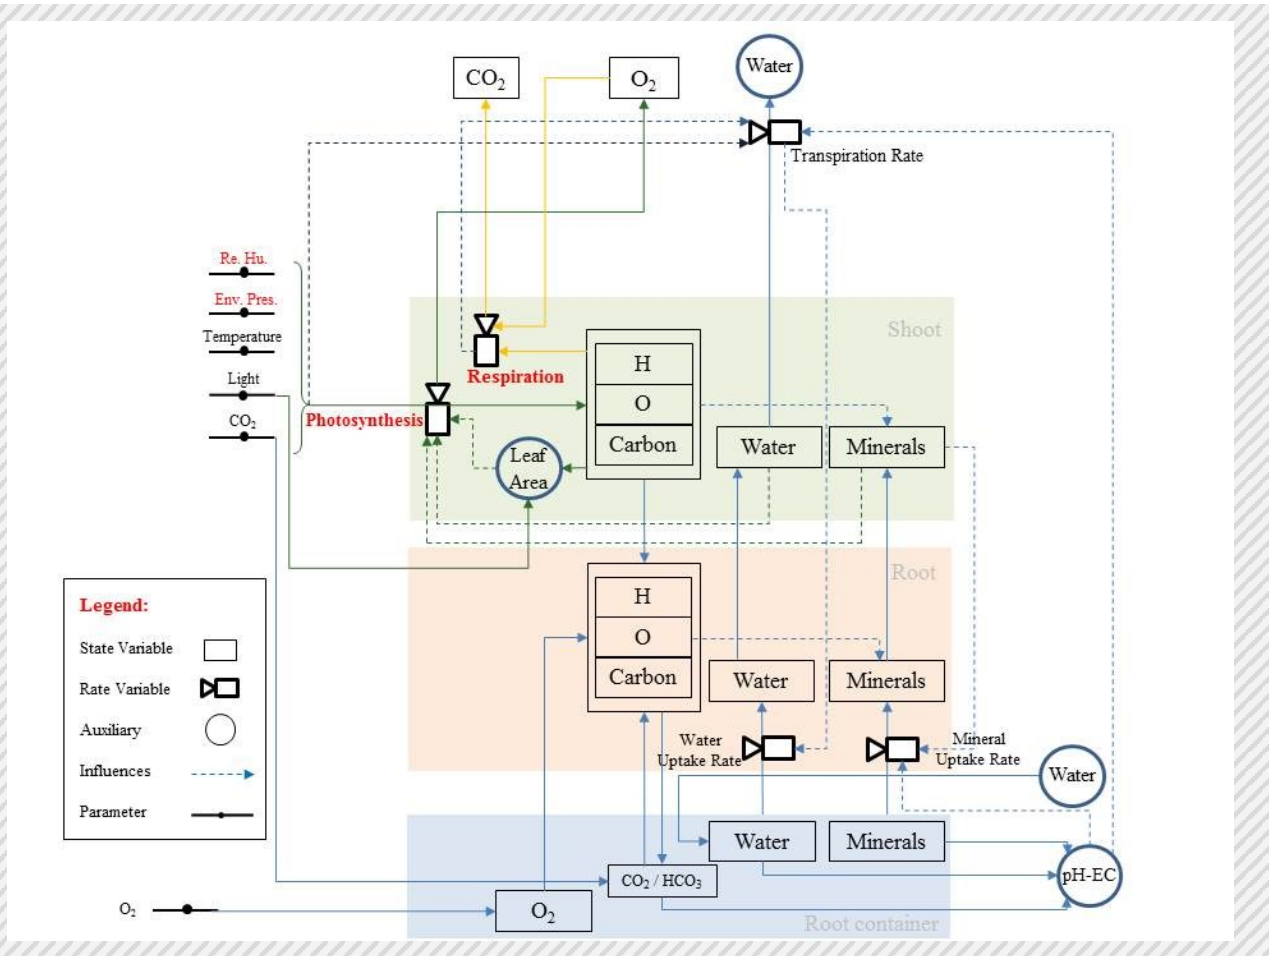 CO₂
O₂
Water
Transpiration Rate
Re. Hu.
Env. Pres.
Temperature
Light
CO₂
Shoot
Respiration
Photosynthesis
H
O
Carbon
Leaf
Area
Water
Minerals
Root
H
O
Carbon
Water
Minerals
Water
Uptake Rate
Mineral
Uptake Rate
Water
Legend:
State Variable
Rate Variable
Auxiliary
Influences
Parameter
Water
Minerals
CO₂ / HCO₃
pH-EC
O₂
O₂
Root container